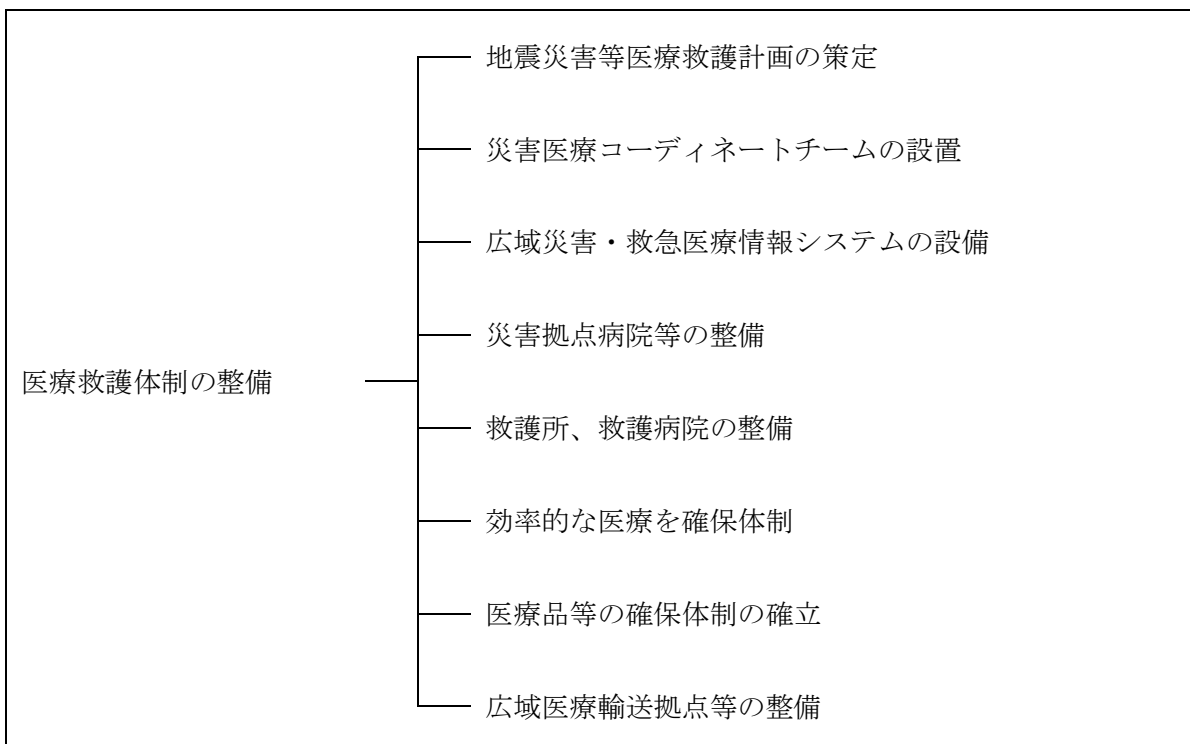 医療救護体制の整備
地震災害等医療救護計画の策定
災害医療コーディネートチームの設置
広域災害・救急医療情報システムの設備
災害拠点病院等の整備
救護所、救護病院の整備
効率的な医療を確保体制
医療品等の確保体制の確立
広域医療輸送拠点等の整備